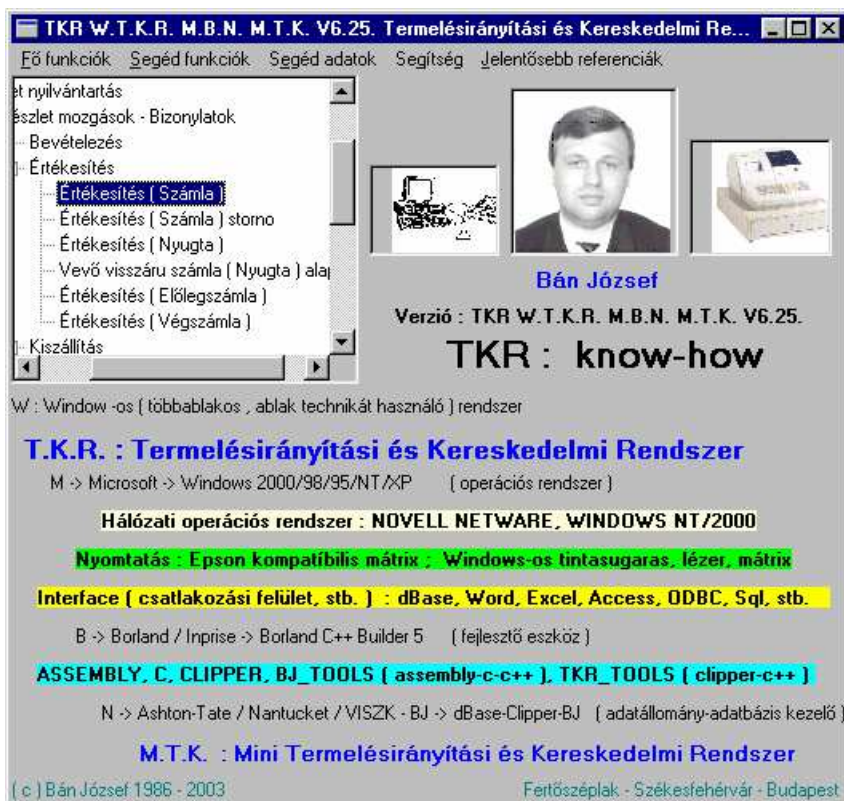 TKR W.T.K.R. M.B.N. M.T.K. V6.25. Termelésirányítási és Kereskedelmi Re...
Fő funkciók Segéd funkciók Segéd adatok Segítség Jelentősebb referenciák
et nyilvántartás
észlet mozgások - Bizonylatok
Bevételezés
Értékesítés
Értékesítés ( Számla )
Értékesítés ( Számla ) storno
Értékesítés ( Nyugta )
Vevő visszáru számla ( Nyugta ) alap
Értékesítés ( Előlegszámla )
Értékesítés ( Végszámla )
Kiszállítás
Bán József
Verzió : TKR W.T.K.R. M.B.N. M.T.K. V6.25.
TKR : know-how
W : Window -os ( többablakos , ablak technikát használó ) rendszer
T.K.R. : Termelésirányítási és Kereskedelmi Rendszer
M -> Microsoft -> Windows 2000/98/95/NT/XP ( operációs rendszer )
Hálózati operációs rendszer : NOVELL NETWARE, WINDOWS NT/2000
Nyomtatás : Epson kompatíbilis mátrix ; Windows-os tintasugaras, lézer, mátrix
Interface ( csatlakozási felület, stb. ) : dBase, Word, Excel, Access, ODBC, Sql, stb.
B -> Borland / Inprise -> Borland C++ Builder 5 ( fejlesztő eszköz )
ASSEMBLY, C, CLIPPER, BJ_TOOLS ( assembly-c-c++ ), TKR_TOOLS ( clipper-c++ )
N -> Ashton-Tate / Nantucket / VISZK - BJ -> dBase-Clipper-BJ ( adatállomány-adatbázis kezelő )
M.T.K. : Mini Termelésirányítási és Kereskedelmi Rendszer
( c ) Bán József 1986 - 2003 Fertőszéplak - Székesfehérvár - Budapest